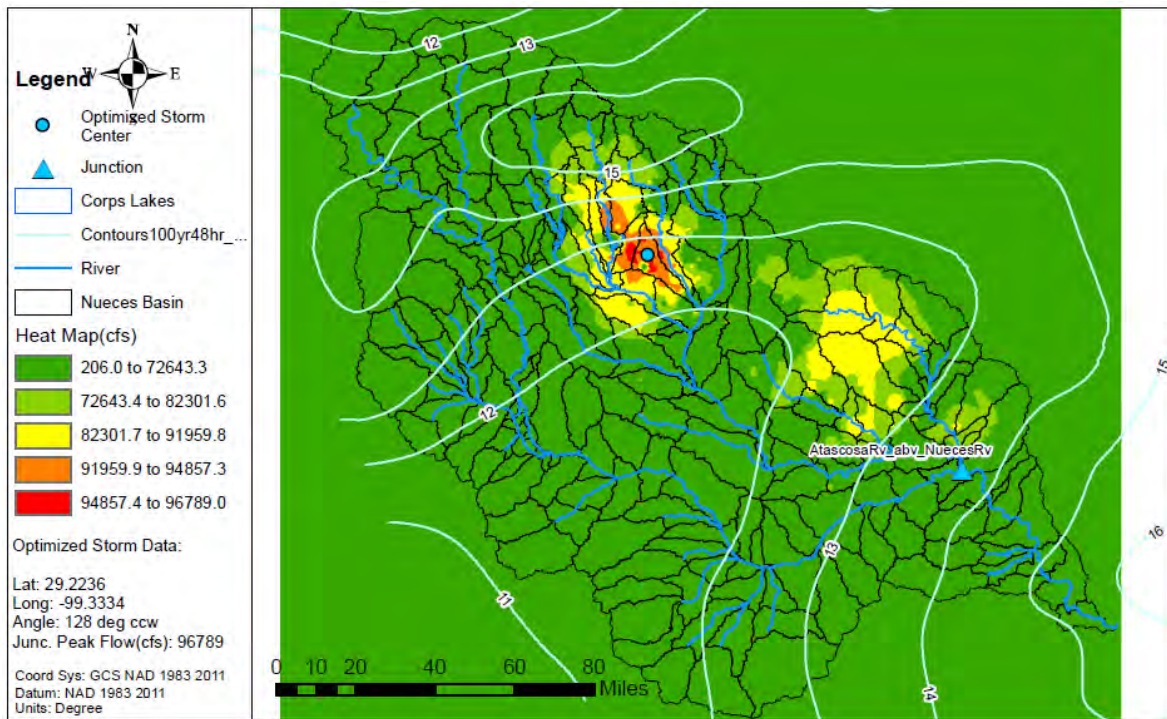 N
W
E
S
Legend
Optimized Storm
Center
Junction
Corps Lakes
Contours100yr48hr_...
River
Nueces Basin
Heat Map(cfs)
206.0 to 72643.3
72643.4 to 82301.6
82301.7 to 91959.8
91959.9 to 94857.3
94857.4 to 96789.0
Optimized Storm Data:
Lat: 29.2236
Long: -99.3334
Angle: 128 deg ccw
Junc. Peak Flow(cfs): 96789
Coord Sys: GCS NAD 1983 2011
Datum: NAD 1983 2011
Units: Degree
12
13
15
12
15
AtascosaRv_abv_NuecesRv
16
13
11
14
0 10 20 40 60 80
Miles